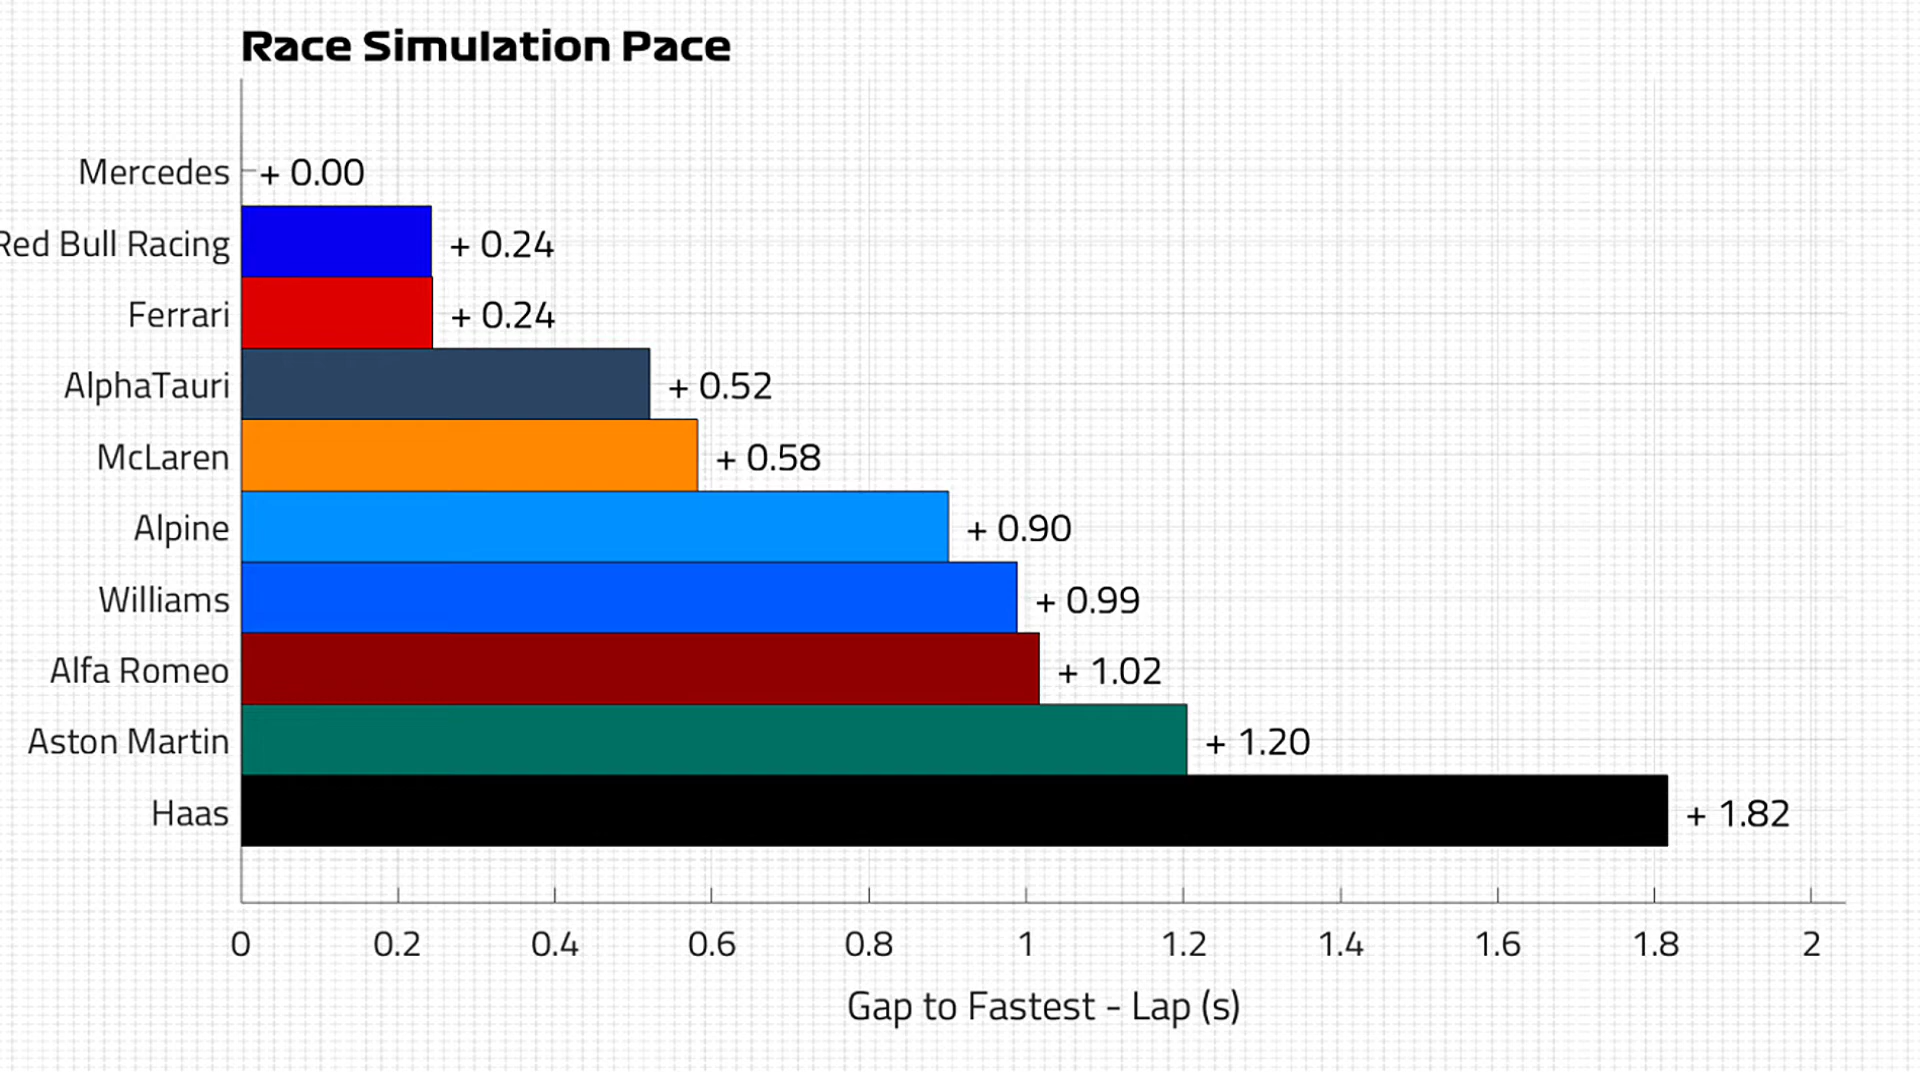 Race Simulation Pace
Mercedes + 0.00
Red Bull Racing + 0.24
Ferrari + 0.24
AlphaTauri + 0.52
McLaren + 0.58
Alpine + 0.90
Williams + 0.99
Alfa Romeo + 1.02
Aston Martin + 1.20
Haas + 1.82
0 0.2 0.4 0.6 0.8 1 1.2 1.4 1.6 1.8 2
Gap to Fastest - Lap (s)